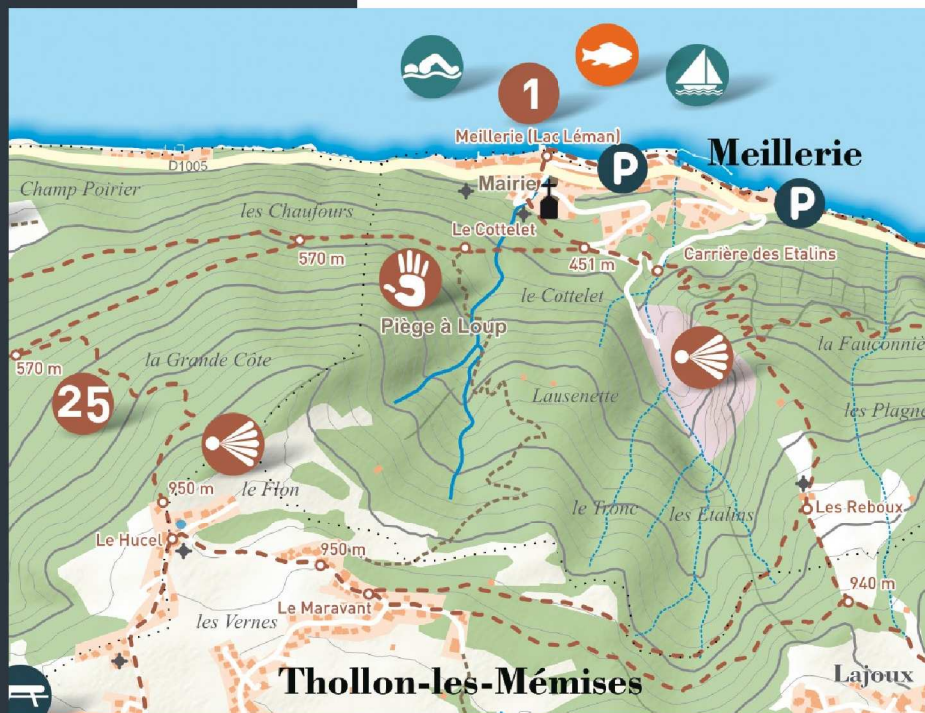 1
Meillerie (Lac Léman)
P
Meillerie
D1005
Champ Poirier
Mairie
P
les Chaufours
Le Cottelet
570 m
451 m
Carrière des Etalins
le Cottelet
Piège à Loup
570 m
la Grande Côte
la Fauconniè
25
Lausenette
les Plagne
950 m
le Flon
le Tronc
les Etalins
Les Reboux
Le Hucel
950 m
940 m
Le Maravant
les Vernes
Thollon-les-Mémises
Lajoux